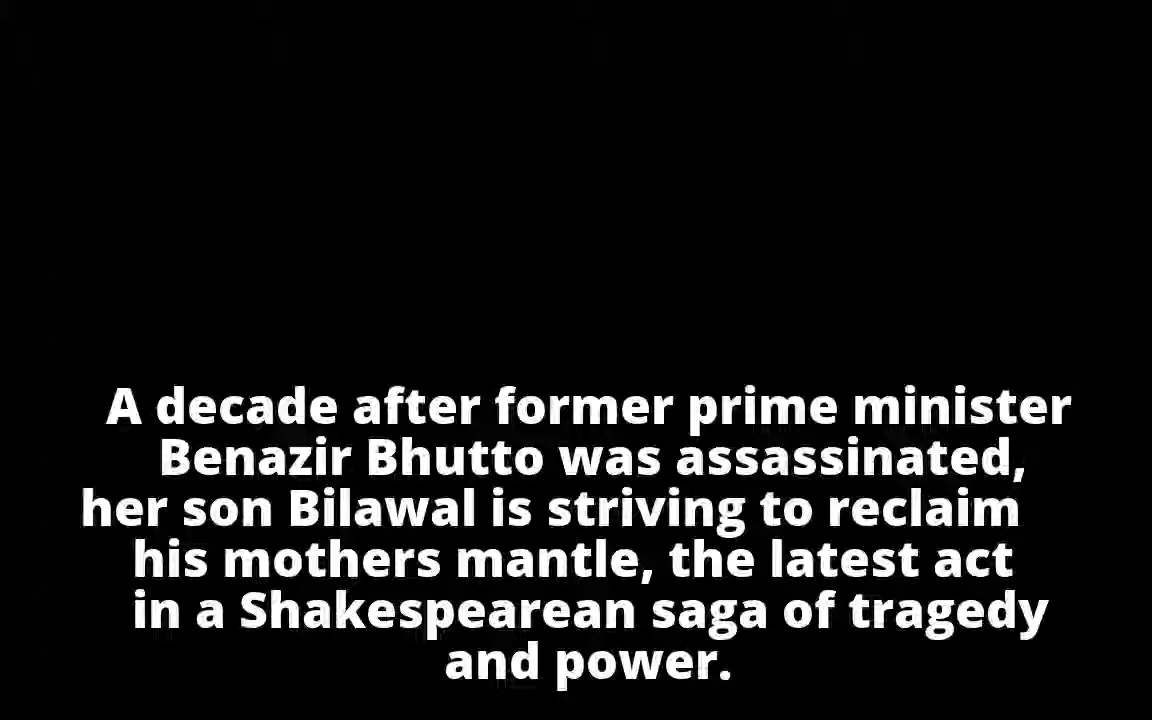 A decade after former prime minister
Benazir Bhutto was assassinated,
her son Bilawal is striving to reclaim
his mothers mantle, the latest act
in a Shakespearean saga of tragedy
and power.